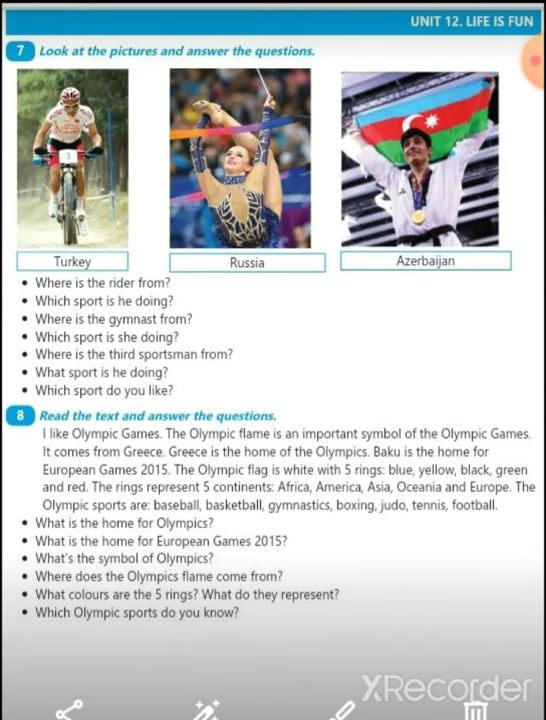 UNIT 12. LIFE IS FUN
7 Look at the pictures and answer the questions.
3
Turkey
Russia
Azerbaijan
• Where is the rider from?
• Which sport is he doing?
• Where is the gymnast from?
• Which sport is she doing?
• Where is the third sportsman from?
• What sport is he doing?
• Which sport do you like?
8 Read the text and answer the questions.
I like Olympic Games. The Olympic flame is an important symbol of the Olympic Games.
It comes from Greece. Greece is the home of the Olympics. Baku is the home for
European Games 2015. The Olympic flag is white with 5 rings: blue, yellow, black, green
and red. The rings represent 5 continents: Africa, America, Asia, Oceania and Europe. The
Olympic sports are: baseball, basketball, gymnastics, boxing, judo, tennis, football.
• What is the home for Olympics?
• What is the home for European Games 2015?
• What's the symbol of Olympics?
• Where does the Olympics flame come from?
• What colours are the 5 rings? What do they represent?
• Which Olympic sports do you know?
XRecorder